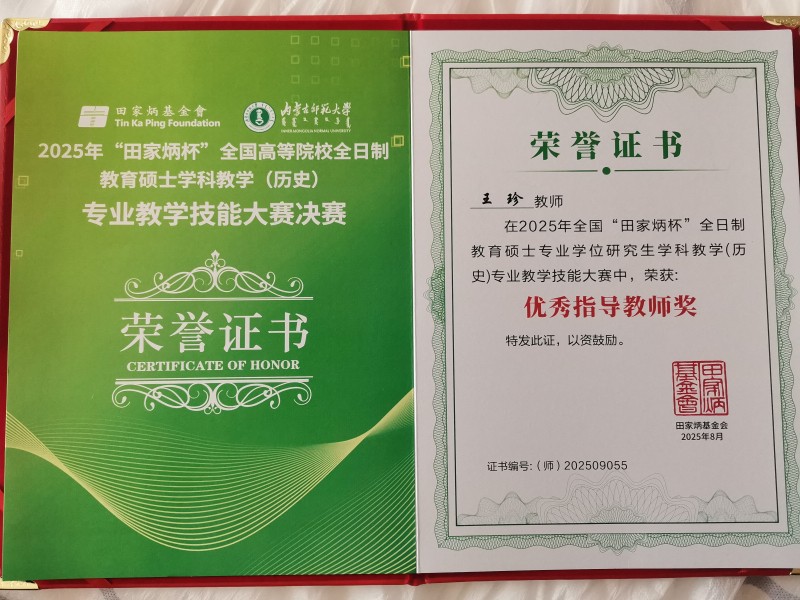 田家炳基金會
Tin Ka Ping Foundation
内蒙古师范大学
INNER MONGOLIA NORMAL UNIVERSITY
2025年“田家炳杯”全国高等院校全日制
教育硕士学科教学（历史）
专业教学技能大赛决赛
荣誉证书
CERTIFICATE OF HONOR
荣誉证书
王珍 教师
在2025年全国“田家炳杯”全日制
教育硕士专业学位研究生学科教学(历
史)专业教学技能大赛中，荣获:
优秀指导教师奖
特发此证，以资鼓励。
田家炳
基金會
田家炳基金会
2025年8月
证书编号:（师）202509055